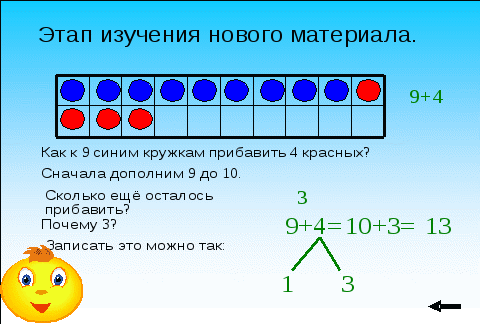 Этап изучения нового материала.
9+4
Как к 9 синим кружкам прибавить 4 красных?
Сначала дополним 9 до 10.
Сколько ещё осталось
прибавить?
3
Почему 3?
9+4=10+3= 13
Записать это можно так:
1 3